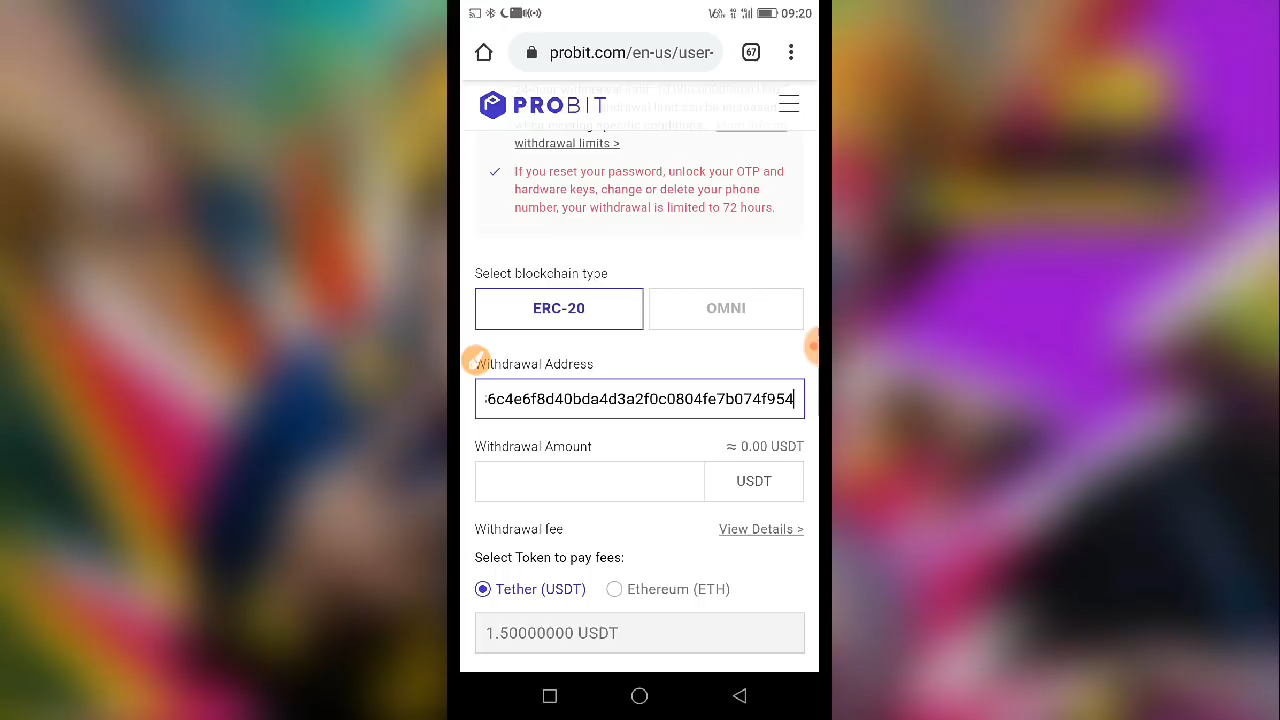 09:20
probit.com/en-us/user-
67
PROBIT
withdrawal limits >
If you reset your password, unlock your OTP and
hardware keys, change or delete your phone
number, your withdrawal is limited to 72 hours.
Select blockchain type
ERC-20
OMNI
Withdrawal Address
6c4e6f8d40bda4d3a2f0c0804fe7b074f954
Withdrawal Amount
≈ 0.00 USDT
USDT
Withdrawal fee
View Details >
Select Token to pay fees:
Tether (USDT)
Ethereum (ETH)
1.50000000 USDT